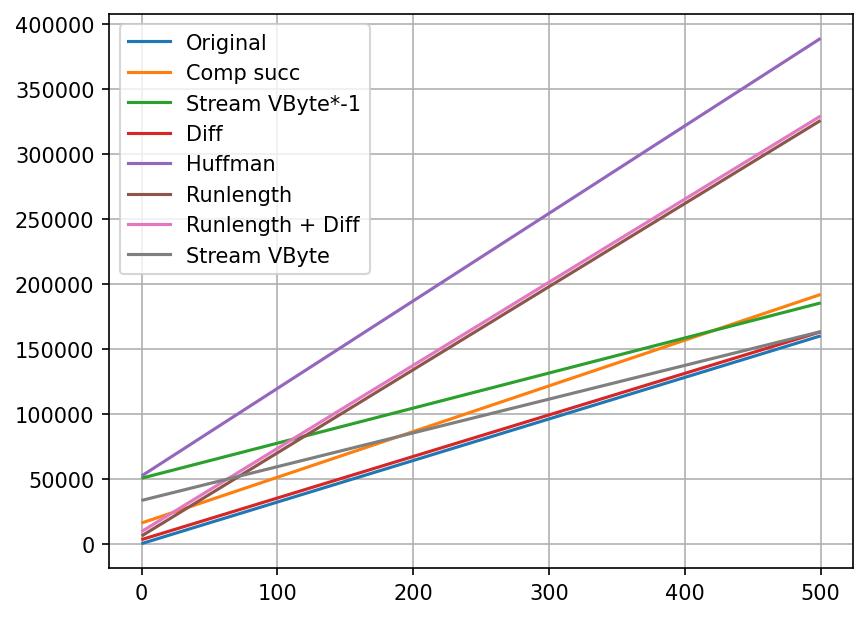 400000
350000
300000
250000
200000
150000
100000
50000
0
Original
Comp succ
Stream VByte*-1
Diff
Huffman
Runlength
Runlength + Diff
Stream VByte
0 100 200 300 400 500